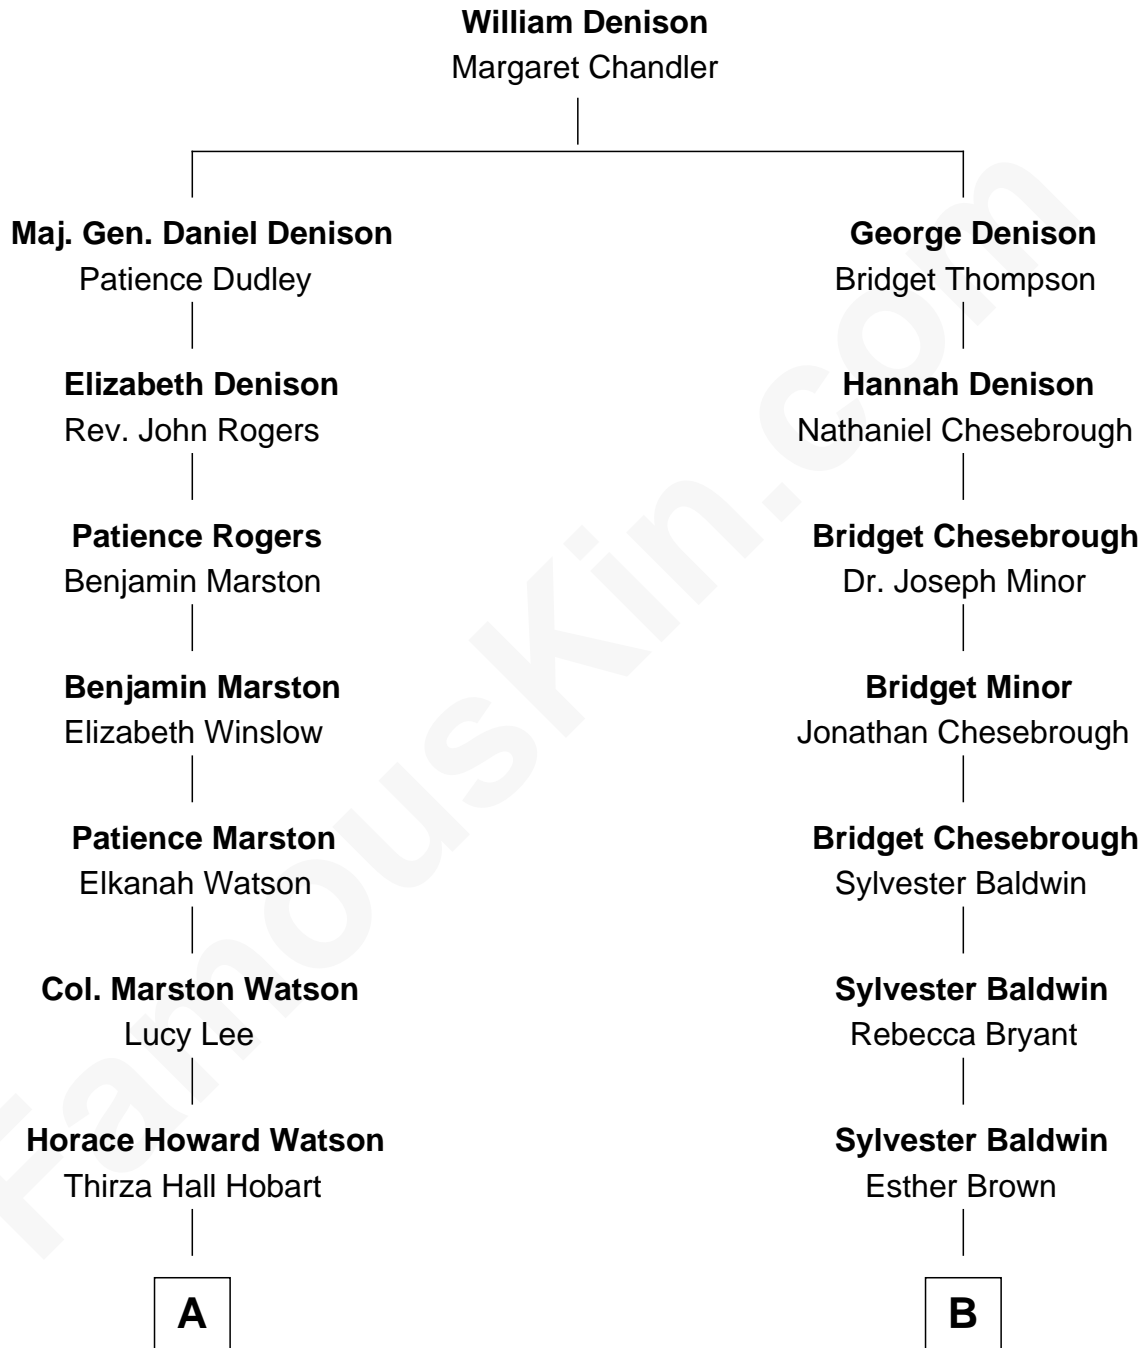 William Denison
Margaret Chandler
Maj. Gen. Daniel Denison
Patience Dudley
George Denison
Bridget Thompson
Elizabeth Denison
Rev. John Rogers
Hannah Denison
Nathaniel Chesebrough
Patience Rogers
Benjamin Marston
Bridget Chesebrough
Dr. Joseph Minor
Benjamin Marston
Elizabeth Winslow
Bridget Minor
Jonathan Chesebrough
Patience Marston
Elkanah Watson
Bridget Chesebrough
Sylvester Baldwin
Col. Marston Watson
Lucy Lee
Sylvester Baldwin
Rebecca Bryant
Horace Howard Watson
Thirza Hall Hobart
Sylvester Baldwin
Esther Brown
A
B
FamousKin.com